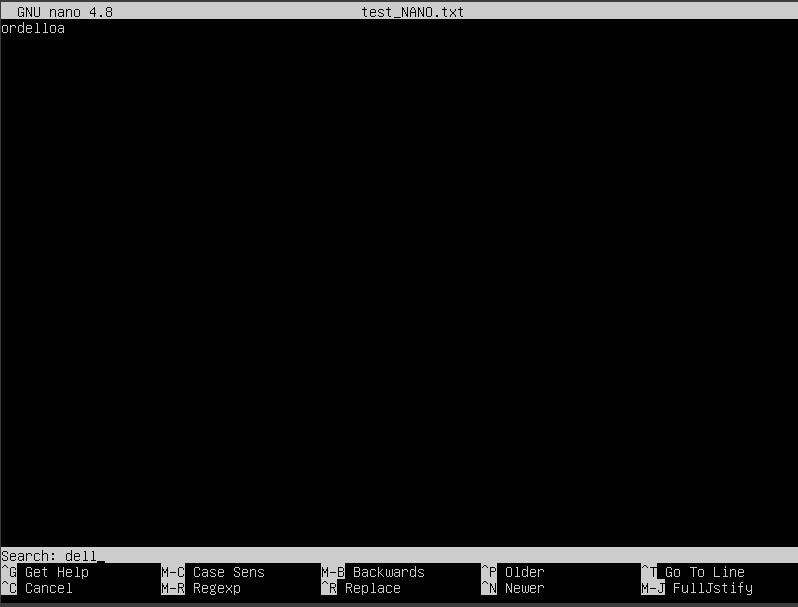 GNU nano 4.8 test_NANO.txt
ordelloa
Search: dell
^G Get Help M-C Case Sens M-B Backwards ^P Older ^T Go To Line
^C Cancel M-R Regexp ^R Replace ^N Newer M-J FullJstify